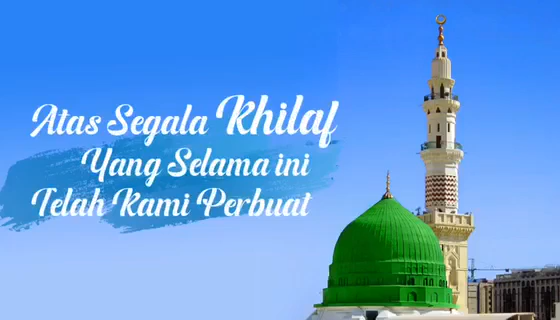 Atas Segala Khilaf
Yang Selama ini
Telah Kami Perbuat